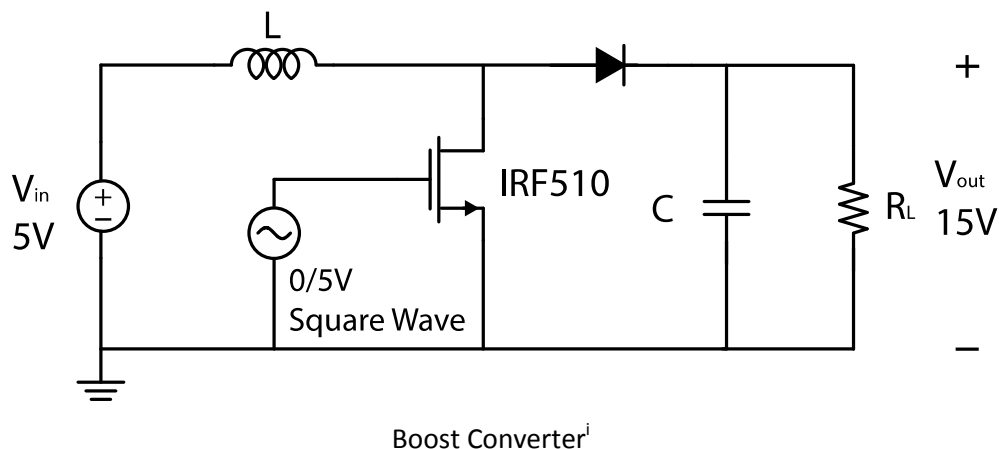 L
+
Vin
5V
+
−
IRF510
0/5V
Square Wave
C
RL
Vout
15V
−
Boost Converterⁱ